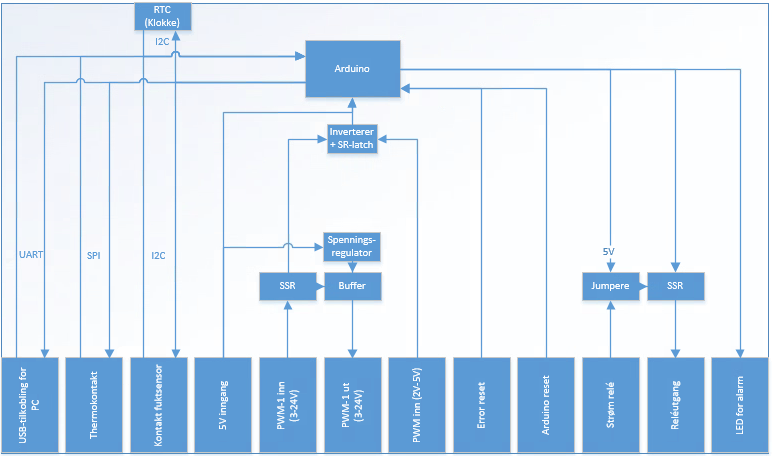 RTC
(Klokke)
I2C
Arduino
Inverterer
+ SR-latch
UART
SPI
I2C
Spennings-
regulator
5V
SSR
Buffer
Jumpere
SSR
USB-tilkobling for
PC
Thermokontakt
Kontakt fuktsensor
5V inngang
PWM-1 inn
(3-24V)
PWM-1 ut
(3-24V)
PWM inn (2V-5V)
Error reset
Arduino reset
Strøm relé
Reléutgang
LED for alarm